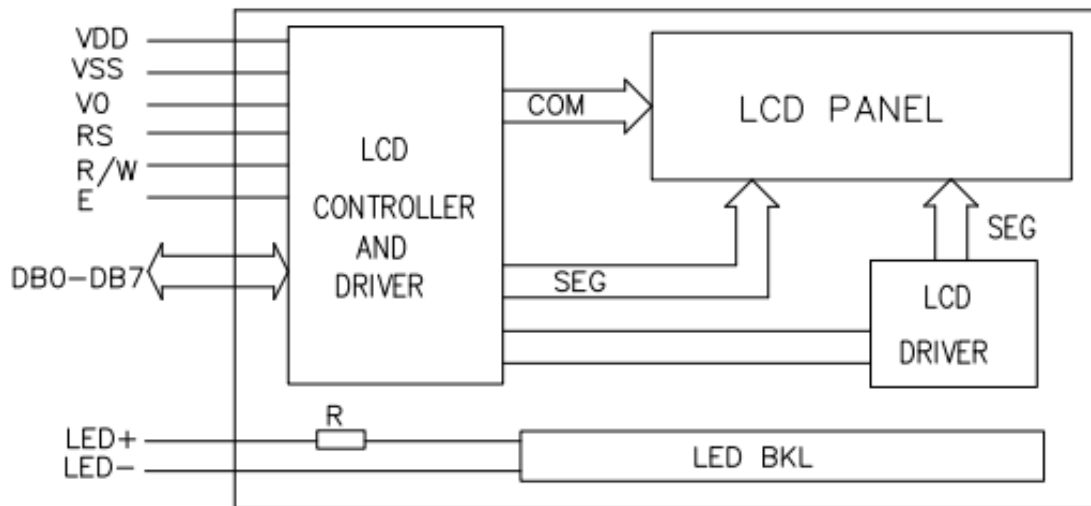 VDD
VSS
V0
RS
R/W
E
DB0-DB7
LCD
CONTROLLER
AND
DRIVER
COM
LCD PANEL
SEG
SEG
LCD
DRIVER
R
LED+
LED-
LED BKL